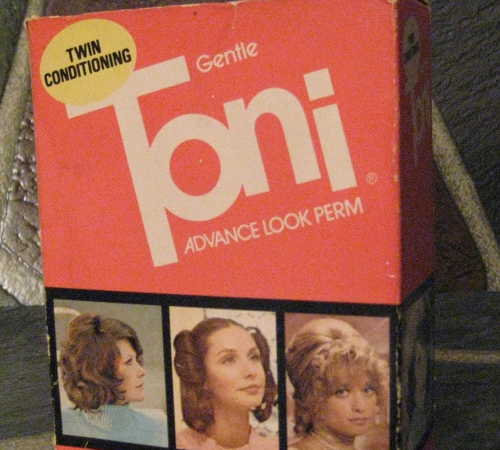 TWIN
CONDITIONING
Gentle
Toni®
ADVANCE LOOK PERM